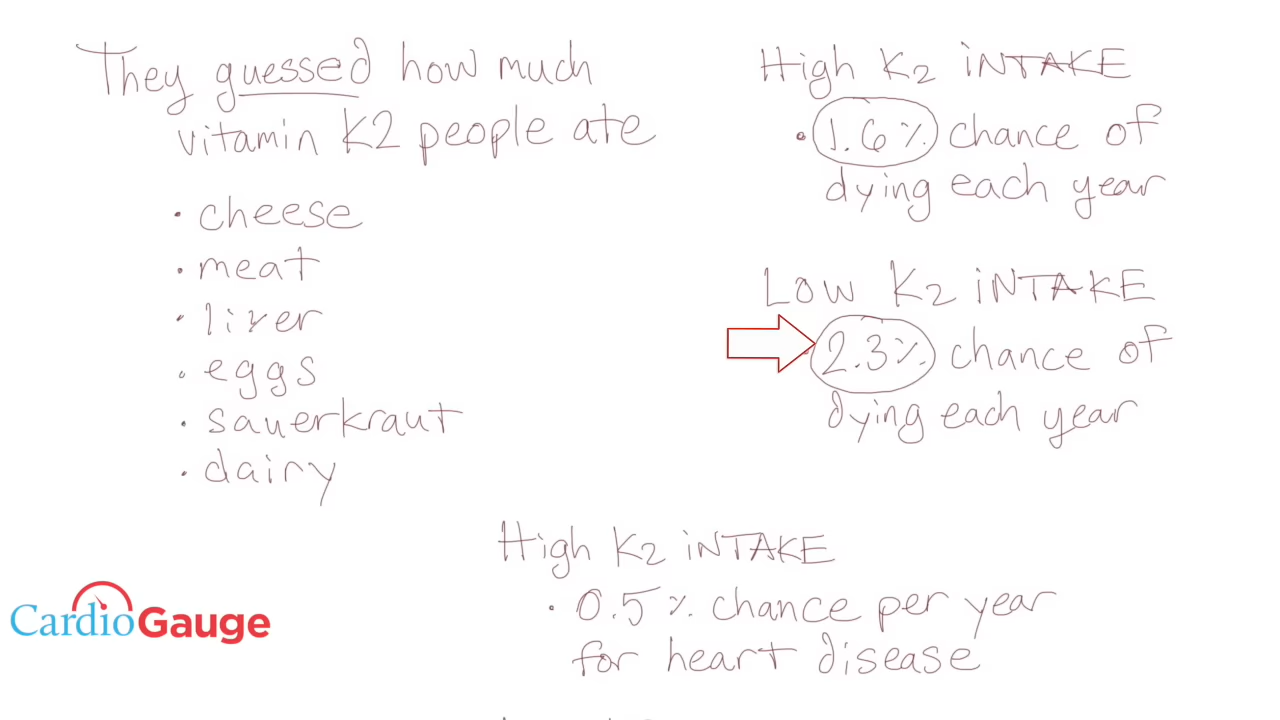 They guessed how much
vitamin K2 people ate
• cheese
• meat
• liver
• eggs
• sauerkraut
• dairy
High K2 iNTAKE
• 1.6% chance of
dying each year
Low K2 iNTAKE
• 2.3% chance of
dying each year
High K2 iNTAKE
• 0.5% chance per year
for heart disease
CardioGauge